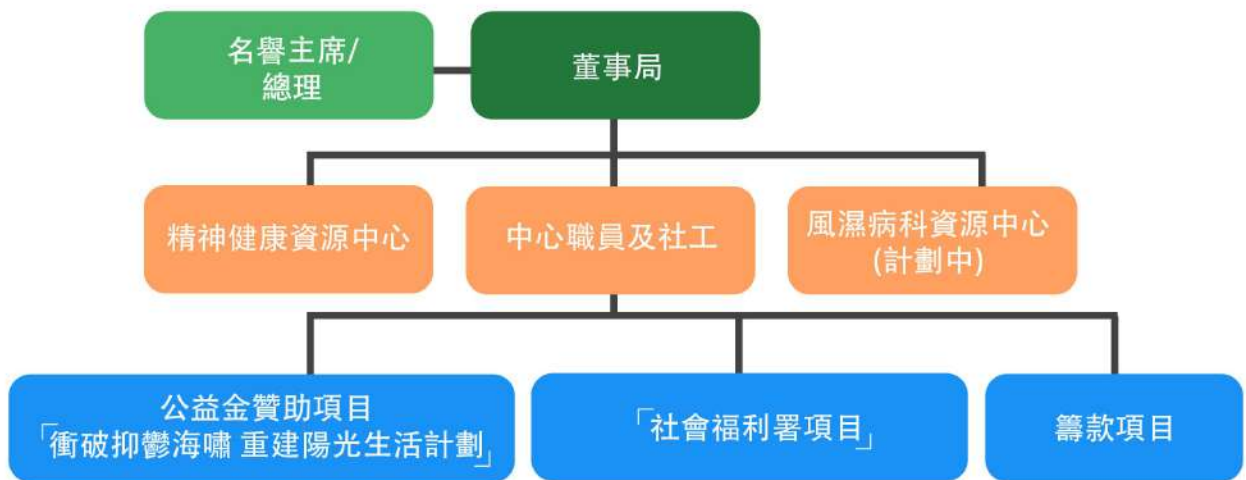 名譽主席/
總理
董事局
精神健康資源中心
中心職員及社工
風濕病科資源中心
(計劃中)
公益金贊助項目
「衝破抑鬱海嘯 重建陽光生活計劃」
「社會福利署項目」
籌款項目